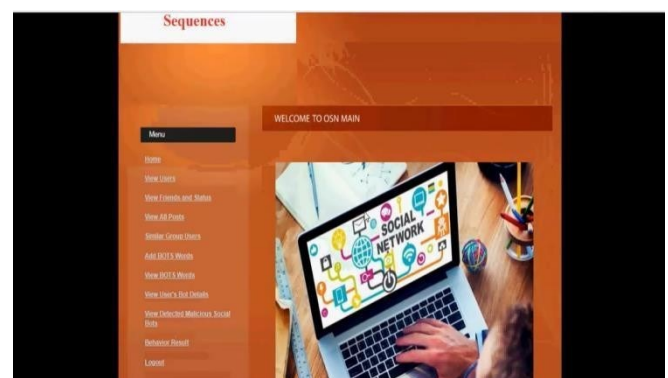 Sequences
WELCOME TO OSN MAIN
Menu
Home
View Users
View Friends and Status
View All Posts
Similar Group Users
Add BOTS Words
View BOTS Words
View User's Bot Details
View Detected Malicious Social
Bots
Behavior Result
Logout
SOCIAL
NETWORK